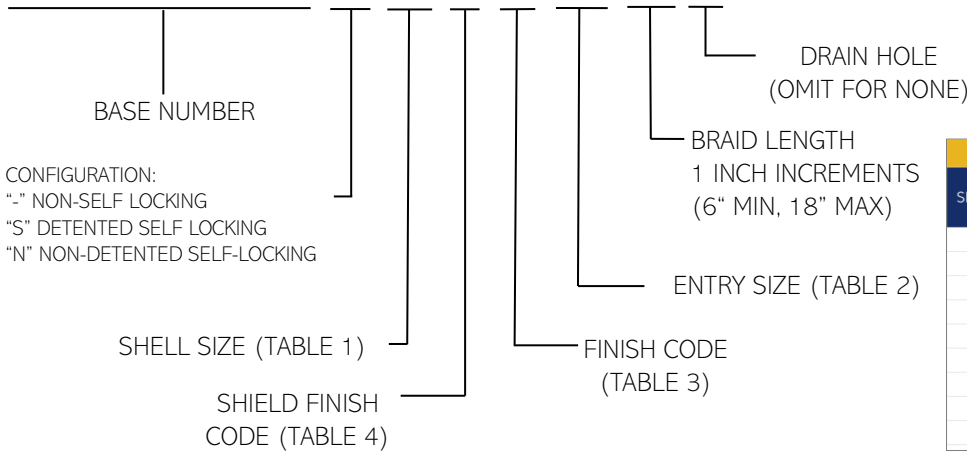 DRAIN HOLE
(OMIT FOR NONE)
BASE NUMBER
BRAID LENGTH
1 INCH INCREMENTS
(6“ MIN, 18” MAX)
CONFIGURATION:
“-” NON-SELF LOCKING
“S” DETENTED SELF LOCKING
“N” NON-DETENTED SELF-LOCKING
ENTRY SIZE (TABLE 2)
SHELL SIZE (TABLE 1)
FINISH CODE
(TABLE 3)
SHIELD FINISH
CODE (TABLE 4)